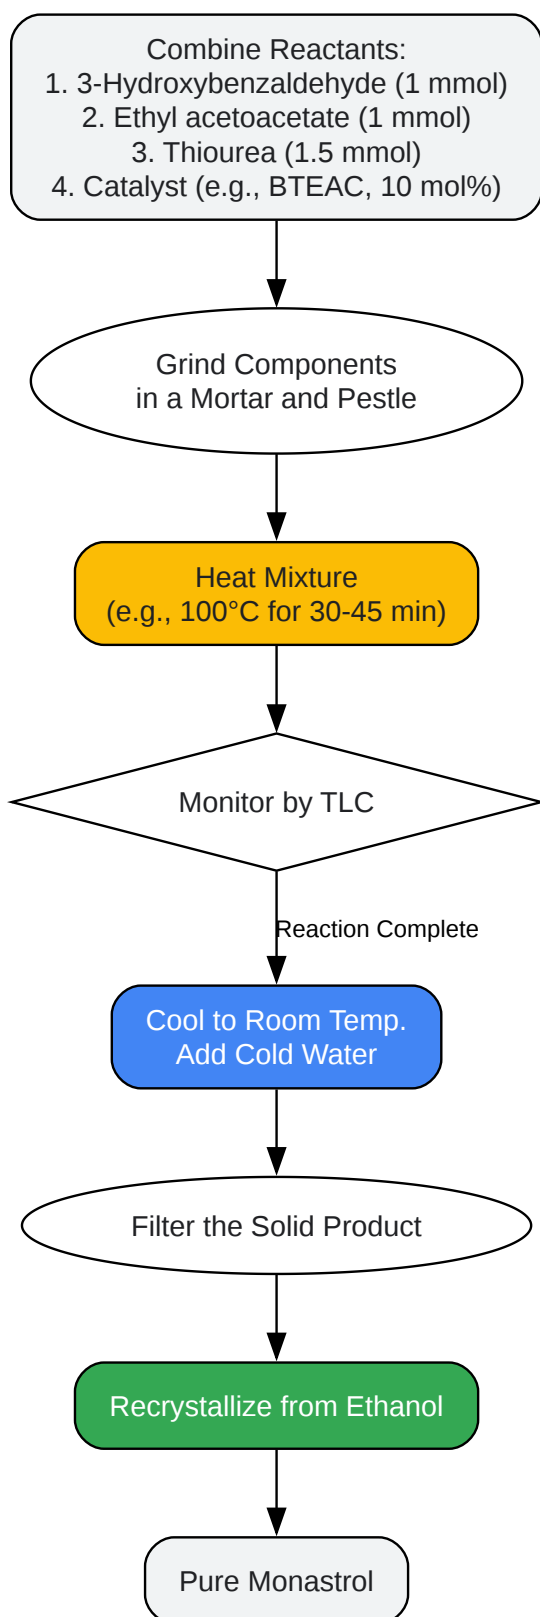 Combine Reactants:
1. 3-Hydroxybenzaldehyde (1 mmol)
2. Ethyl acetoacetate (1 mmol)
3. Thiourea (1.5 mmol)
4. Catalyst (e.g., BTEAC, 10 mol%)
Grind Components
in a Mortar and Pestle
Heat Mixture
(e.g., 100°C for 30-45 min)
Monitor by TLC
Reaction Complete
Cool to Room Temp.
Add Cold Water
Filter the Solid Product
Recrystallize from Ethanol
Pure Monastrol